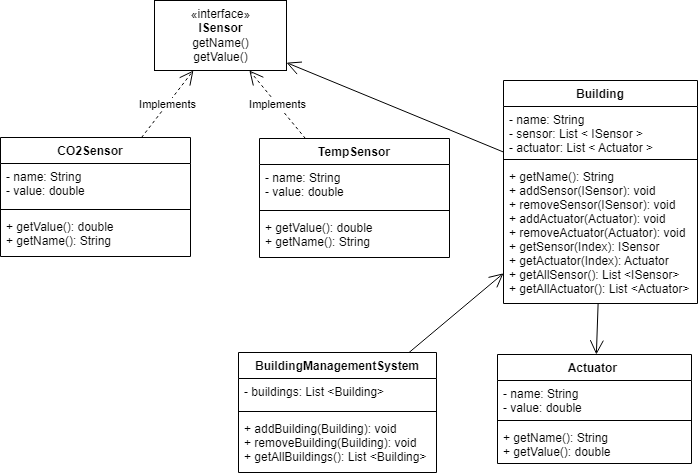 «interface»
ISensor
getName()
getValue()
Implements
Implements
CO2Sensor
- name: String
- value: double
+ getValue(): double
+ getName(): String
TempSensor
- name: String
- value: double
+ getValue(): double
+ getName(): String
Building
- name: String
- sensor: List < ISensor >
- actuator: List < Actuator >
+ getName(): String
+ addSensor(ISensor): void
+ removeSensor(ISensor): void
+ addActuator(Actuator): void
+ removeActuator(Actuator): void
+ getSensor(Index): ISensor
+ getActuator(Index): Actuator
+ getAllSensor(): List <ISensor>
+ getAllActuator(): List <Actuator>
BuildingManagementSystem
- buildings: List <Building>
+ addBuilding(Building): void
+ removeBuilding(Building): void
+ getAllBuildings(): List <Building>
Actuator
- name: String
- value: double
+ getName(): String
+ getValue(): double